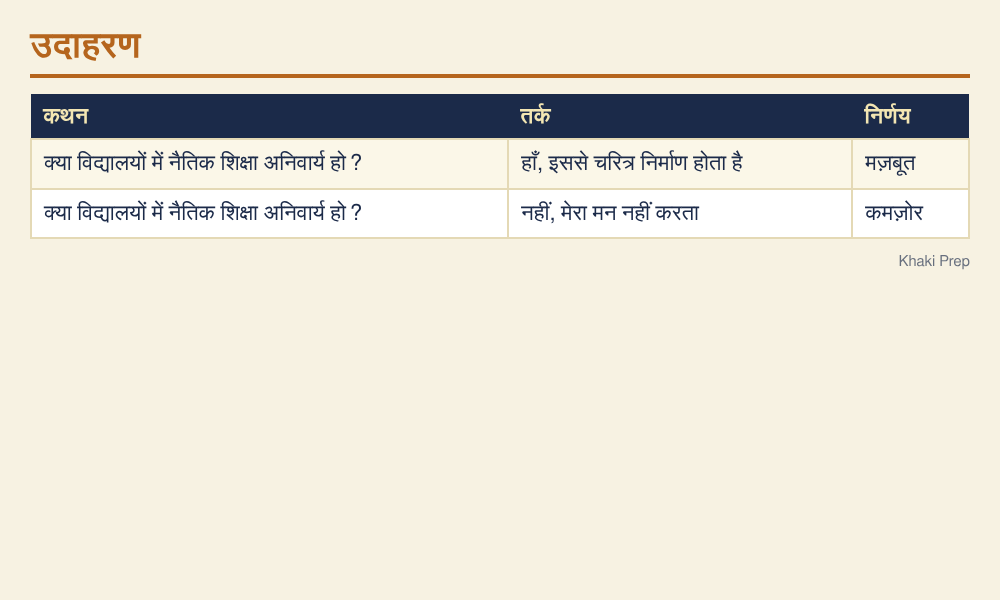 उदाहरण
कथन तर्क निर्णय
क्या विद्यालयों में नैतिक शिक्षा अनिवार्य हो ? हाँ, इससे चरित्र निर्माण होता है मज़बूत
क्या विद्यालयों में नैतिक शिक्षा अनिवार्य हो ? नहीं, मेरा मन नहीं करता कमज़ोर
Khaki Prep